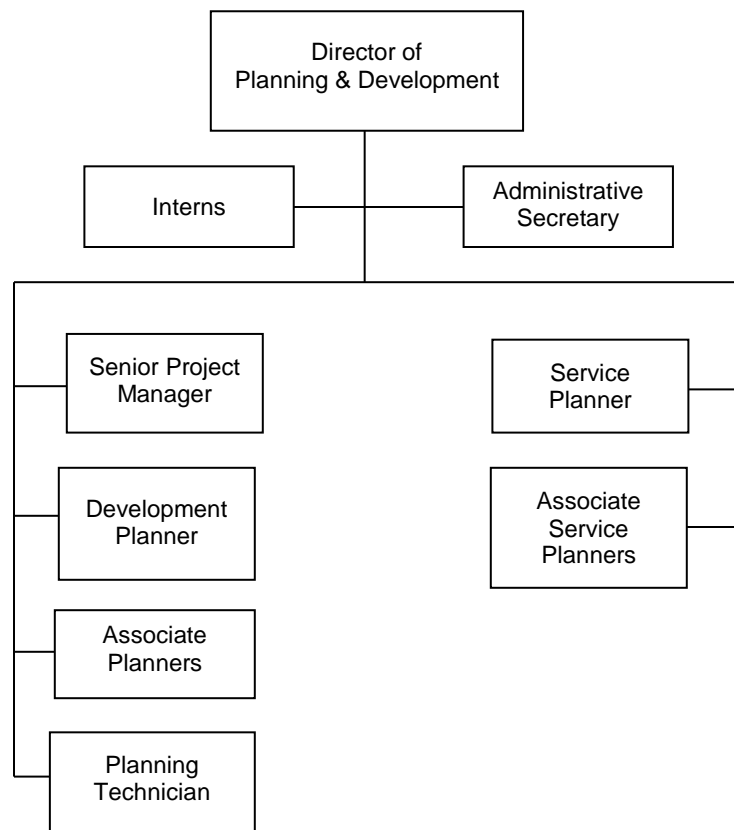 Director of
Planning & Development
Interns
Administrative
Secretary
Senior Project
Manager
Service
Planner
Development
Planner
Associate
Service
Planners
Associate
Planners
Planning
Technician